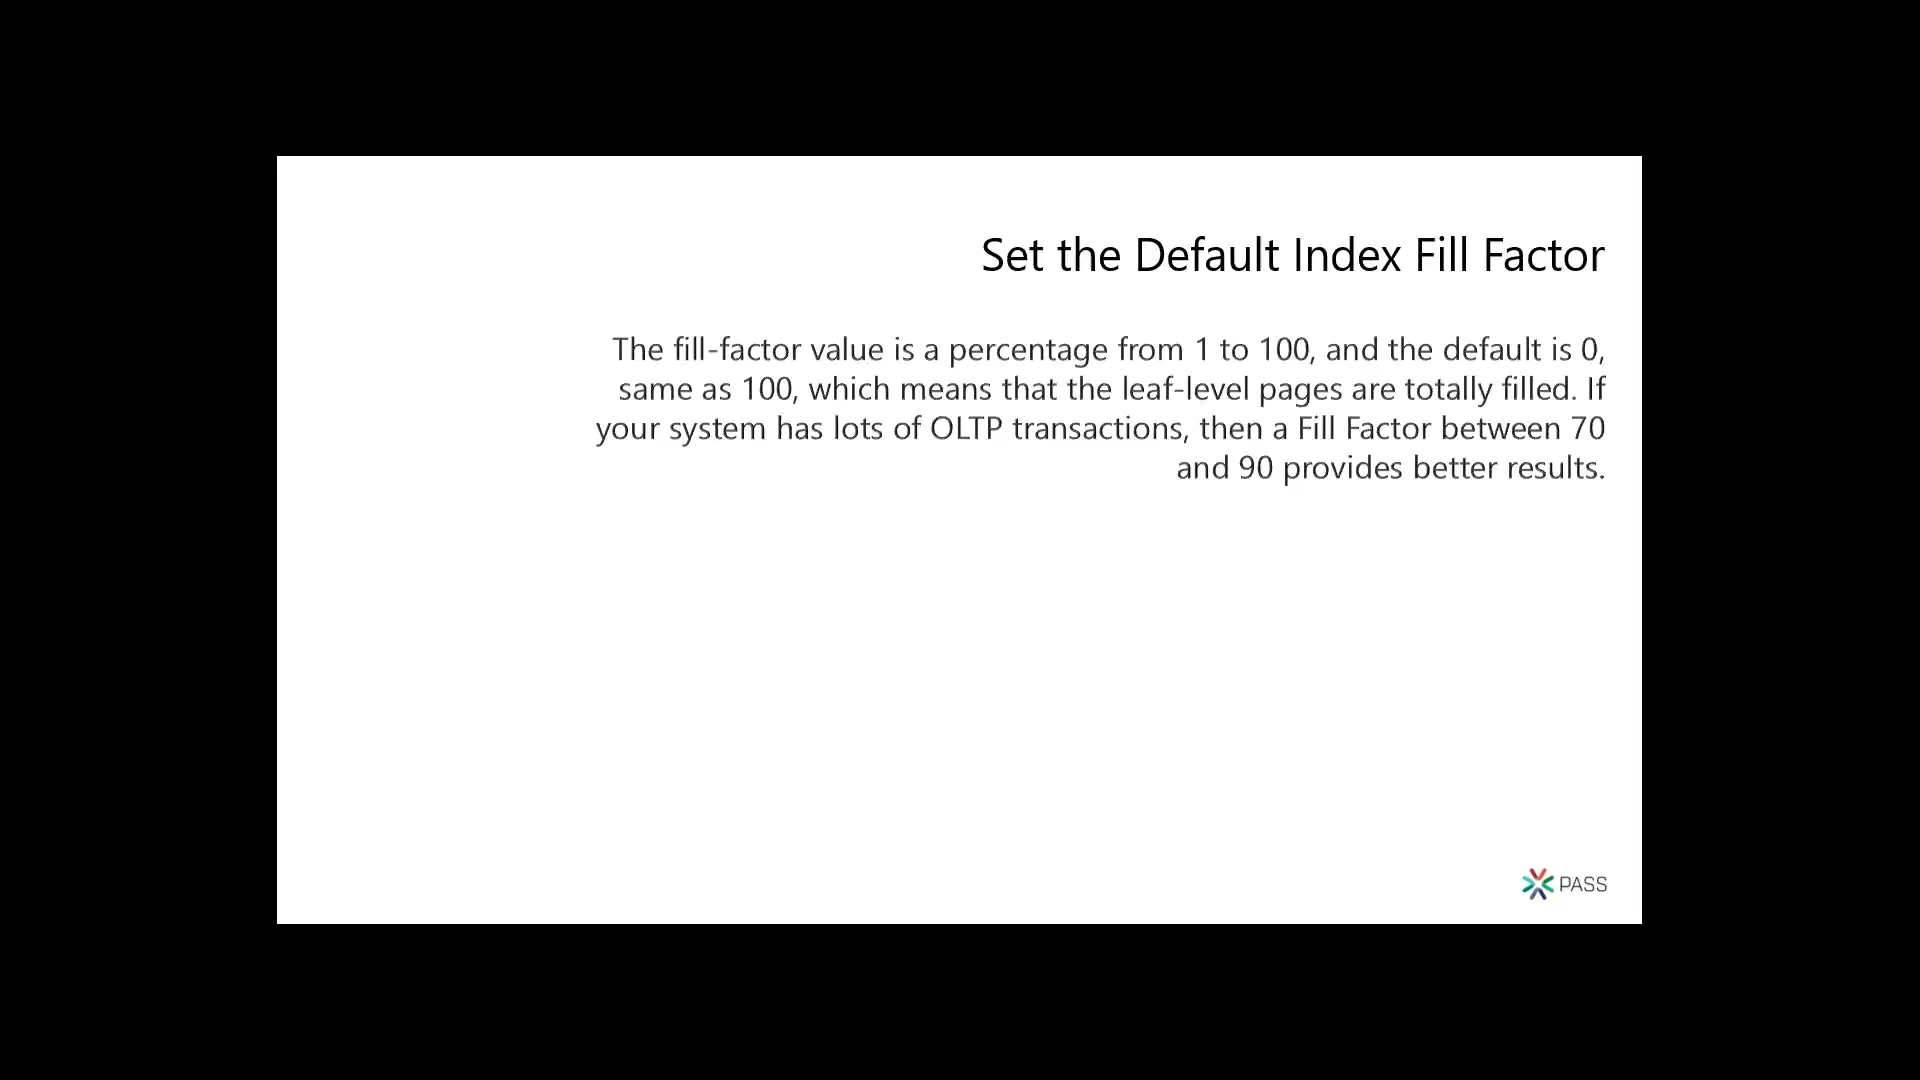 Set the Default Index Fill Factor
The fill-factor value is a percentage from 1 to 100, and the default is 0,
same as 100, which means that the leaf-level pages are totally filled. If
your system has lots of OLTP transactions, then a Fill Factor between 70
and 90 provides better results.
PASS